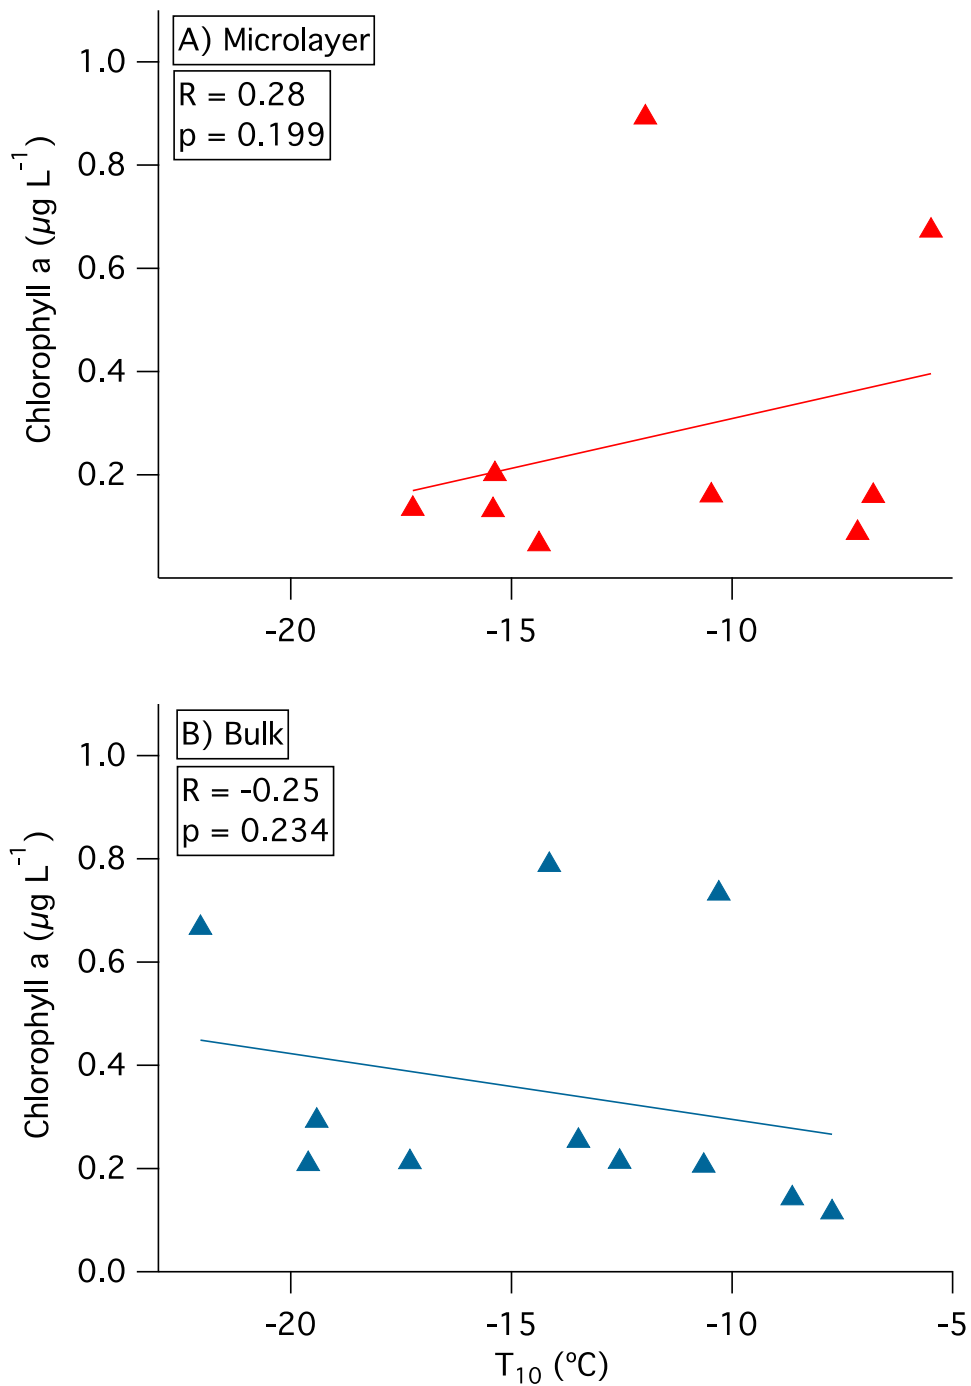 A) Microlayer
R = 0.28
p = 0.199
Chlorophyll a (µg L⁻¹)
1.0
0.8
0.6
0.4
0.2
-20 -15 -10
B) Bulk
R = -0.25
p = 0.234
Chlorophyll a (µg L⁻¹)
1.0
0.8
0.6
0.4
0.2
0.0
-20 -15 -10 -5
T₁₀ (ºC)